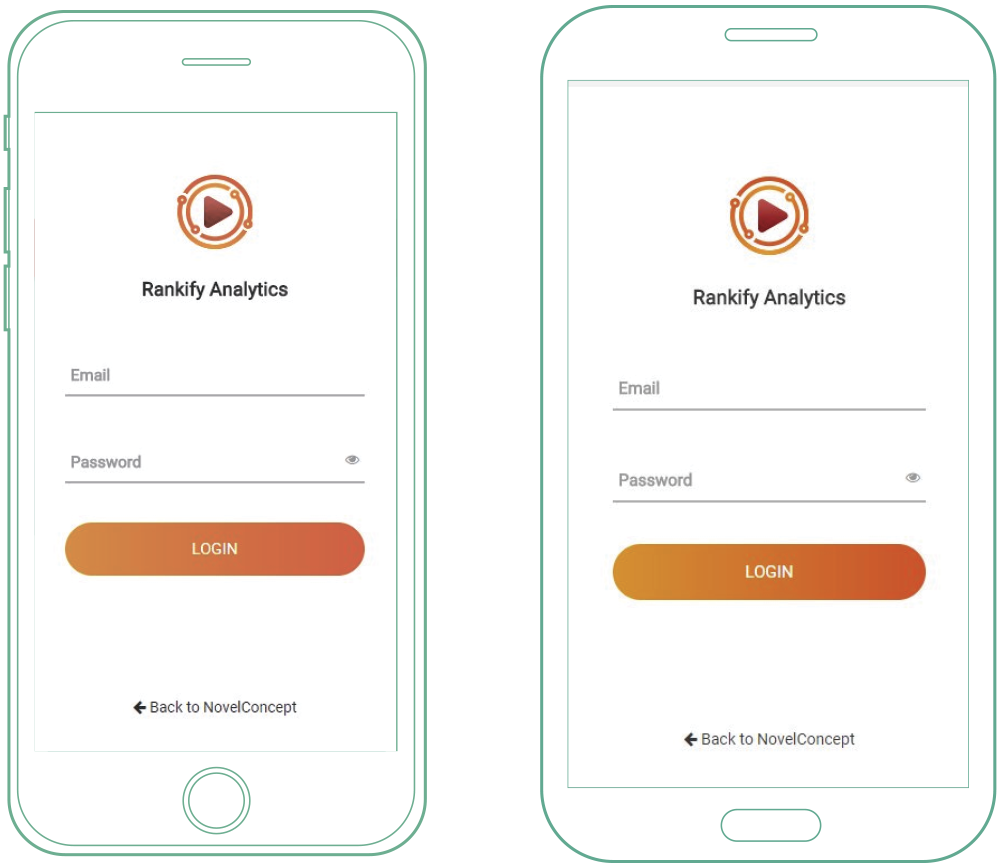 Rankify Analytics
Email
Password
LOGIN
Back to NovelConcept
Rankify Analytics
Email
Password
LOGIN
Back to NovelConcept